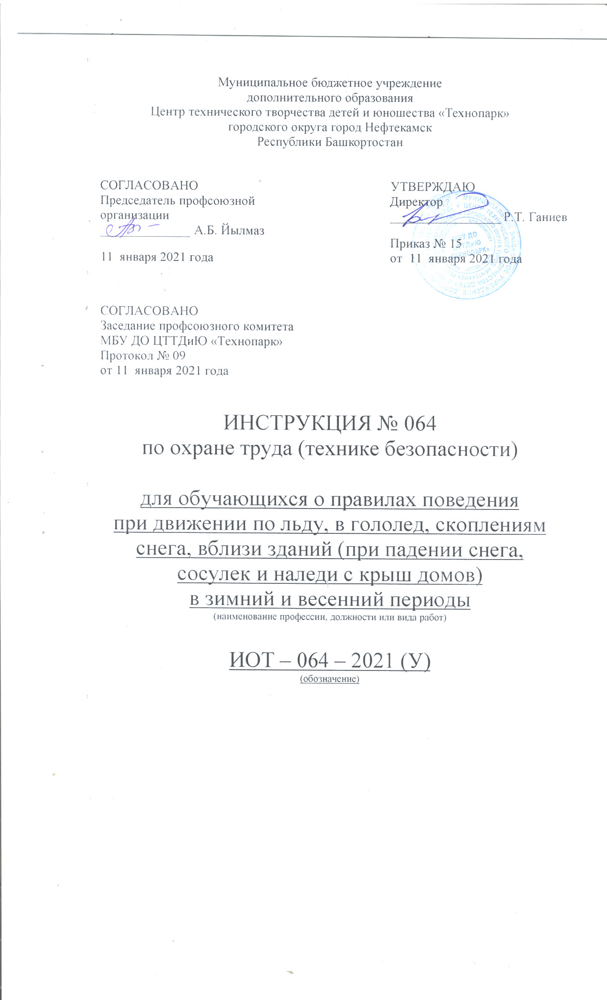 Муниципальное бюджетное учреждение
дополнительного образования
Центр технического творчества детей и юношества «Технопарк»
городского округа город Нефтекамск
Республики Башкортостан
СОГЛАСОВАНО
Председатель профсоюзной
организации
А.Б. Йылмаз
11 января 2021 года
УТВЕРЖДАЮ
Директор
Р.Т. Ганиев
Приказ № 15
от 11 января 2021 года
МБУ ДО
ЦТТДиЮ
«ТЕХНОПАРК»
СОГЛАСОВАНО
Заседание профсоюзного комитета
МБУ ДО ЦТТДиЮ «Технопарк»
Протокол № 09
от 11 января 2021 года
ИНСТРУКЦИЯ № 064
по охране труда (технике безопасности)
для обучающихся о правилах поведения
при движении по льду, в гололед, скоплениям
снега, вблизи зданий (при падении снега,
сосулек и наледи с крыш домов)
в зимний и весенний периоды
(наименование профессии, должности или вида работ)
ИОТ – 064 – 2021 (У)
(обозначение)